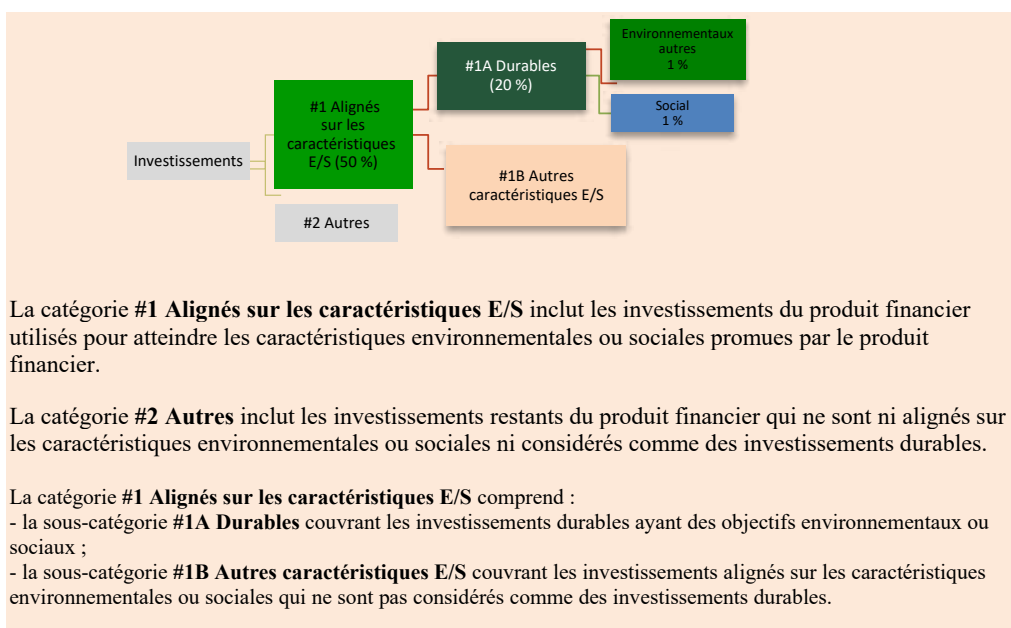 Investissements
#1 Alignés
sur les
caractéristiques
E/S (50 %)
#2 Autres
#1A Durables
(20 %)
#1B Autres
caractéristiques E/S
Environnementaux
autres
1 %
Social
1 %
La catégorie #1 Alignés sur les caractéristiques E/S inclut les investissements du produit financier
utilisés pour atteindre les caractéristiques environnementales ou sociales promues par le produit
financier.
La catégorie #2 Autres inclut les investissements restants du produit financier qui ne sont ni alignés sur
les caractéristiques environnementales ou sociales ni considérés comme des investissements durables.
La catégorie #1 Alignés sur les caractéristiques E/S comprend :
- la sous-catégorie #1A Durables couvrant les investissements durables ayant des objectifs environnementaux ou
sociaux ;
- la sous-catégorie #1B Autres caractéristiques E/S couvrant les investissements alignés sur les caractéristiques
environnementales ou sociales qui ne sont pas considérés comme des investissements durables.